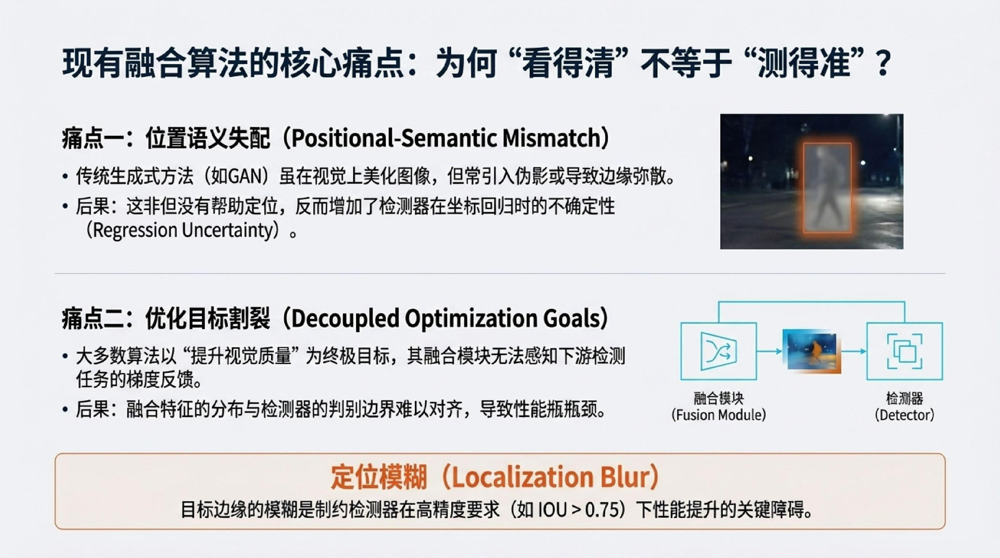 现有融合算法的核心痛点：为何“看得清”不等于“测得准”？
痛点一：位置语义失配（Positional-Semantic Mismatch）
• 传统生成式方法（如GAN）虽在视觉上美化图像，但常引入伪影或导致边缘弥散。
• 后果：这非但没有帮助定位，反而增加了检测器在坐标回归时的不确定性
（Regression Uncertainty）。
痛点二：优化目标割裂（Decoupled Optimization Goals）
• 大多数算法以“提升视觉质量”为终极目标，其融合模块无法感知下游检测
任务的梯度反馈。
• 后果：融合特征的分布与检测器的判别边界难以对齐，导致性能瓶瓶颈。
融合模块
（Fusion Module）
检测器
（Detector）
定位模糊（Localization Blur）
目标边缘的模糊是制约检测器在高精度要求（如 IOU > 0.75）下性能提升的关键障碍。